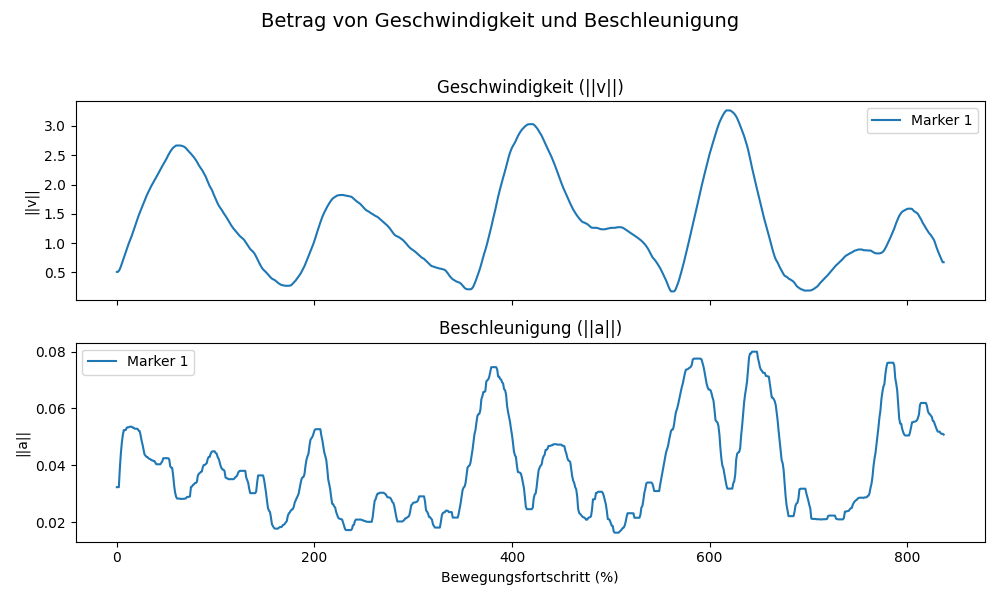 Betrag von Geschwindigkeit und Beschleunigung
Geschwindigkeit (||v||)
Marker 1
3.0
2.5
2.0
1.5
1.0
0.5
||v||
Beschleunigung (||a||)
Marker 1
0.08
0.06
0.04
0.02
||a||
0 200 400 600 800
Bewegungsfortschritt (%)